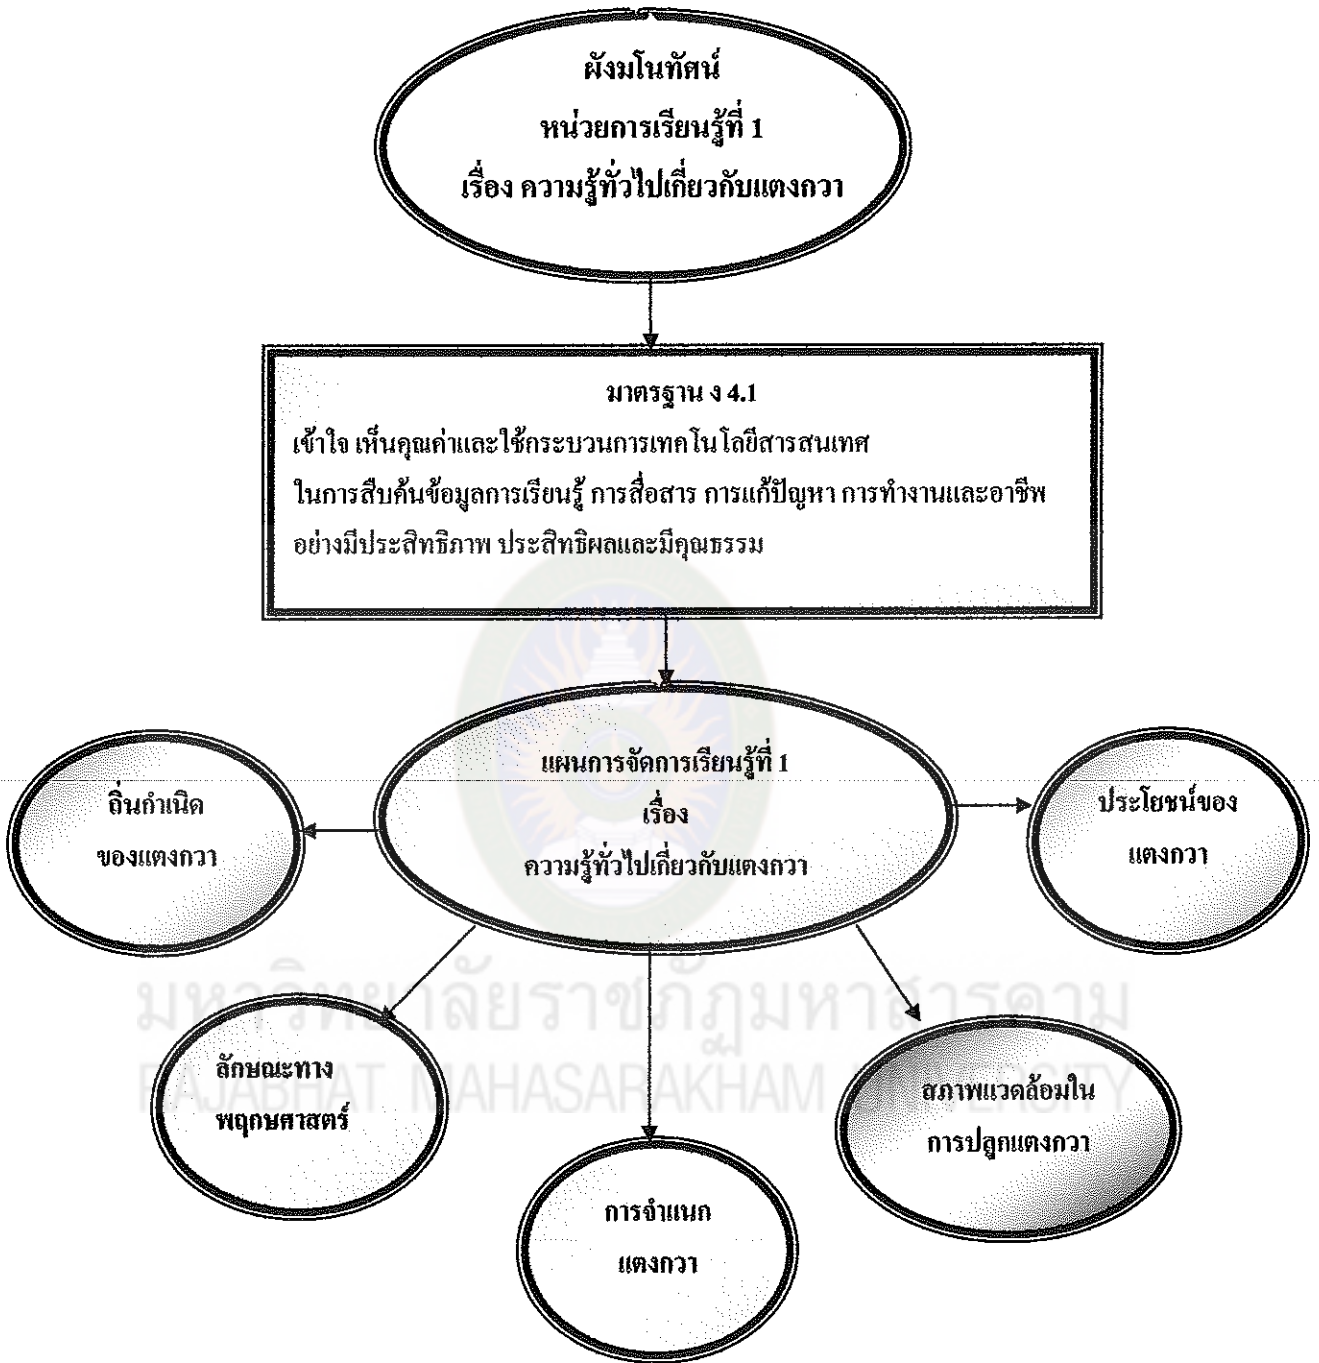 ผังมโนทัศน์
หน่วยการเรียนรู้ที่ 1
เรื่อง ความรู้ทั่วไปเกี่ยวกับแตงกวา
มาตรฐาน ง 4.1
เข้าใจ เห็นคุณค่าและใช้กระบวนการเทคโนโลยีสารสนเทศ
ในการสืบค้นข้อมูลการเรียนรู้ การสื่อสาร การแก้ปัญหา การทำงานและอาชีพ
อย่างมีประสิทธิภาพ ประสิทธิผลและมีคุณธรรม
แผนการจัดการเรียนรู้ที่ 1
เรื่อง
ความรู้ทั่วไปเกี่ยวกับแตงกวา
ถิ่นกำเนิด
ของแตงกวา
ประโยชน์ของ
แตงกวา
ลักษณะทาง
พฤกษศาสตร์
สภาพแวดล้อมใน
การปลูกแตงกวา
การจำแนก
แตงกวา
มหาวิทยาลัยราชภัฏมหาสารคาม
RAJABHAT MAHASARAKHAM UNIVERSITY